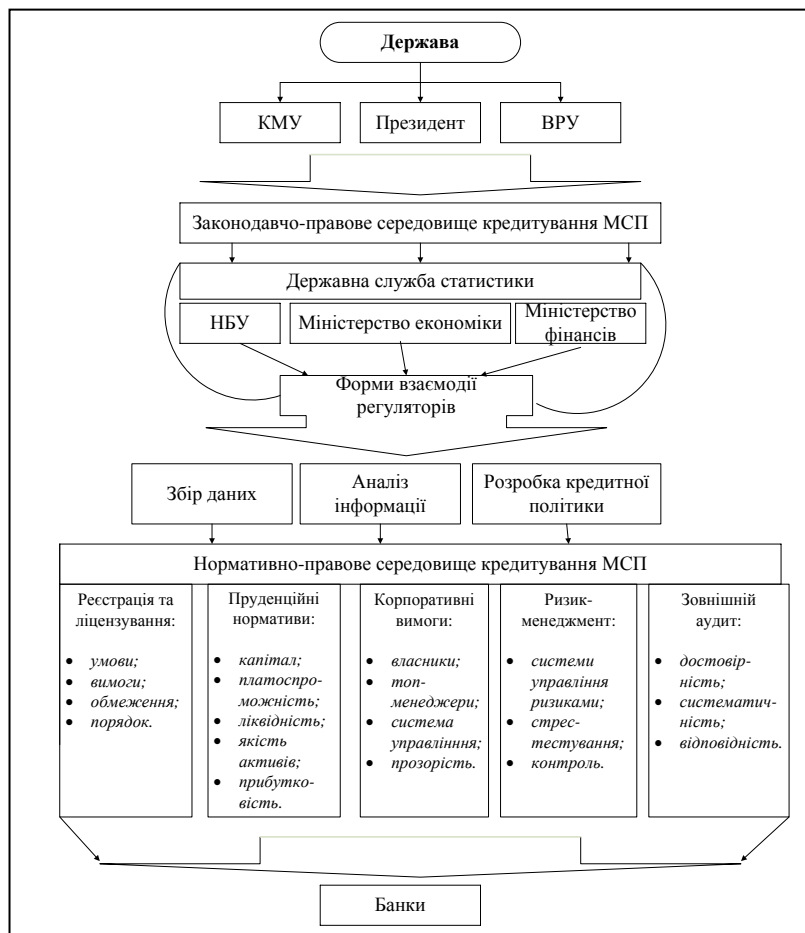 Держава
КМУ
Президент
ВРУ
Законодавчо-правове середовище кредитування МСП
Державна служба статистики
НБУ
Міністерство економіки
Міністерство
фінансів
Форми взаємодії
регуляторів
Збір даних
Аналіз
інформації
Розробка кредитної
політики
Нормативно-правове середовище кредитування МСП
Реєстрація та
ліцензування:
• умови;
• вимоги;
• обмеження;
• порядок.
Пруденційні
нормативи:
• капітал;
• платоспро-
можність;
• ліквідність;
• якість
активів;
• прибутко-
вість.
Корпоративні
вимоги:
• власники;
• топ-
менеджери;
• система
управлінння;
• прозорість.
Ризик-
менеджмент:
• системи
управління
ризиками;
• стрес-
тестування;
• контроль.
Зовнішній
аудит:
• достовір-
ність;
• систематич-
ність;
• відповідність.
Банки